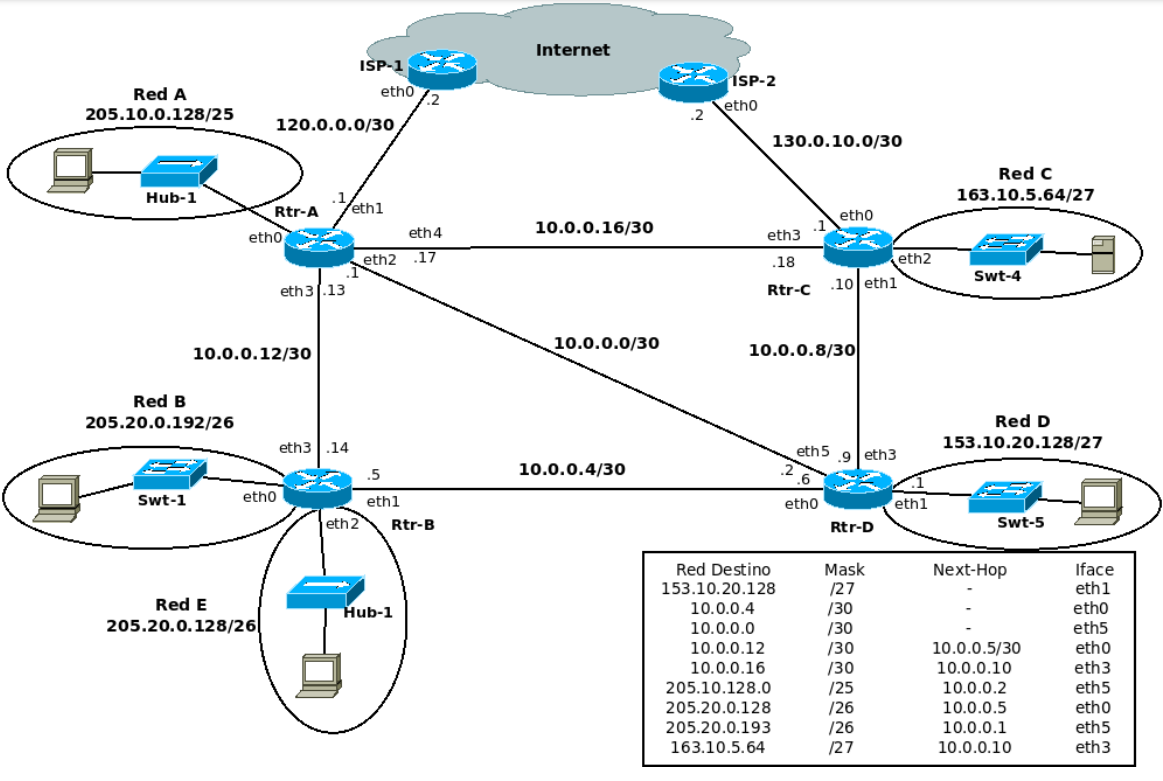 Internet
ISP-1
ISP-2
eth0
.2
eth0
.2
Red A
205.10.0.128/25
120.0.0.0/30
130.0.10.0/30
Hub-1
Red C
163.10.5.64/27
.1
eth1
Rtr-A
eth0
eth4
.17
eth2
.1
eth3
.13
10.0.0.16/30
eth3
.18
eth0
.1
eth2
Swt-4
Rtr-C
.10
eth1
10.0.0.12/30
10.0.0.0/30
10.0.0.8/30
Red B
205.20.0.192/26
Red D
153.10.20.128/27
eth3
.14
Swt-1
eth0
.5
eth1
eth2
Rtr-B
10.0.0.4/30
eth5
.9
eth3
.2
.6
eth0
.1
eth1
Rtr-D
Swt-5
Red E
205.20.0.128/26
Hub-1
Red Destino Mask Next-Hop Iface
153.10.20.128 /27 - eth1
10.0.0.4 /30 - eth0
10.0.0.0 /30 - eth5
10.0.0.12 /30 10.0.0.5/30 eth0
10.0.0.16 /30 10.0.0.10 eth3
205.10.128.0 /25 10.0.0.2 eth5
205.20.0.128 /26 10.0.0.5 eth0
205.20.0.193 /26 10.0.0.1 eth5
163.10.5.64 /27 10.0.0.10 eth3